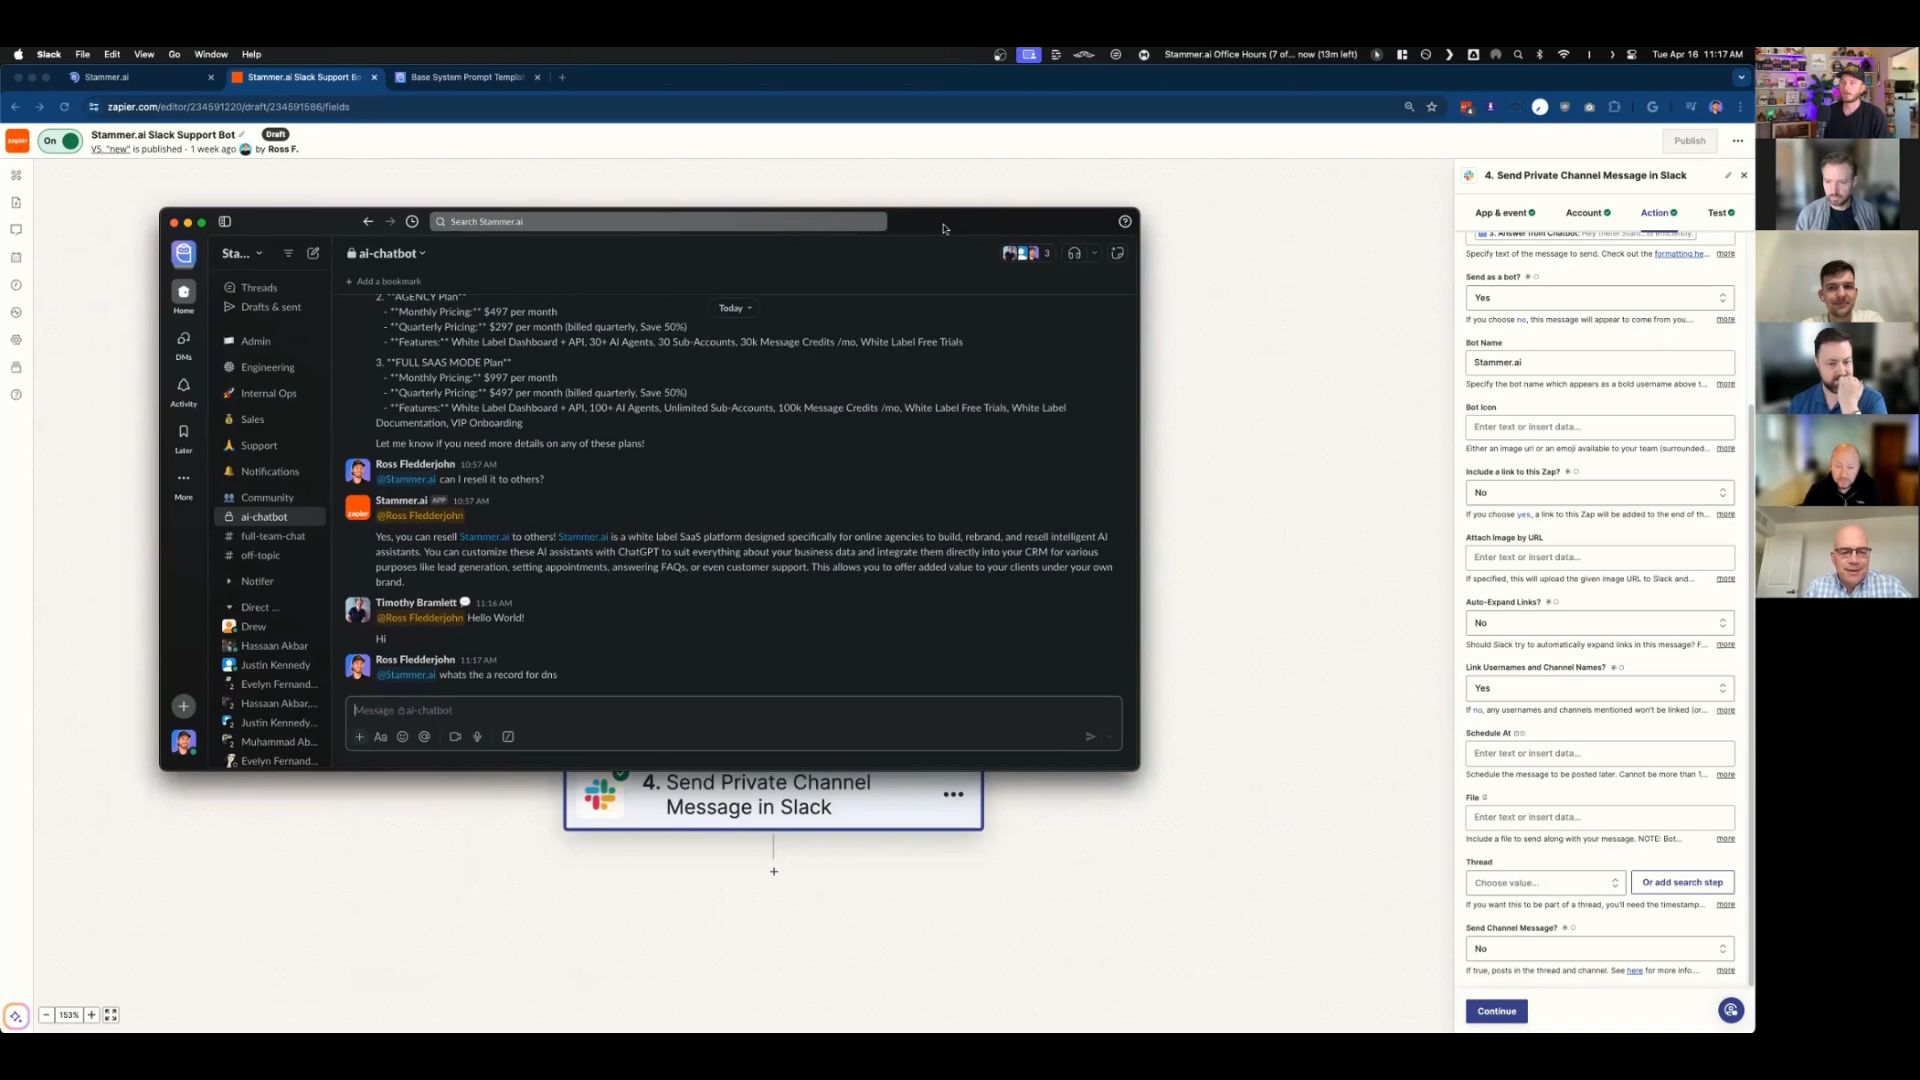 Slack File Edit View Go Window Help
Stammer.ai Office Hours (7 of... now (13m left)
Tue Apr 16 11:17 AM
Stammer.ai
Stammer.ai Slack Support Bo
Base System Prompt Templat
zapier.com/editor/234591220/draft/234591586/fields
zapier
On
Stammer.ai Slack Support Bot
Draft
V5. "new" is published - 1 week ago by Ross F.
Publish
Search Stammer.ai
Sta...
ai-chatbot
3
Add a bookmark
Home
DMs
Activity
Later
More
Threads
Drafts & sent
Admin
Engineering
Internal Ops
Sales
Support
Notifications
Community
ai-chatbot
full-team-chat
off-topic
Notifer
Direct ...
Drew
Hassaan Akbar
Justin Kennedy
Evelyn Fernand...
Hassaan Akbar,...
Justin Kennedy...
Muhammad Ab...
Evelyn Fernand...
2. **AGENCY Plan**
Today
- **Monthly Pricing:** $497 per month
- **Quarterly Pricing:** $297 per month (billed quarterly, Save 50%)
- **Features:** White Label Dashboard + API, 30+ AI Agents, 30 Sub-Accounts, 30k Message Credits /mo, White Label Free Trials
3. **FULL SAAS MODE Plan**
- **Monthly Pricing:** $997 per month
- **Quarterly Pricing:** $497 per month (billed quarterly, Save 50%)
- **Features:** White Label Dashboard + API, 100+ AI Agents, Unlimited Sub-Accounts, 100k Message Credits /mo, White Label Free Trials, White Label
Documentation, VIP Onboarding
Let me know if you need more details on any of these plans!
Ross Fledderjohn 10:57 AM
@Stammer.ai can I resell it to others?
Stammer.ai APP 10:57 AM
zapier
@Ross Fledderjohn
Yes, you can resell Stammer.ai to others! Stammer.ai is a white label SaaS platform designed specifically for online agencies to build, rebrand, and resell intelligent AI
assistants. You can customize these AI assistants with ChatGPT to suit everything about your business data and integrate them directly into your CRM for various
purposes like lead generation, setting appointments, answering FAQs, or even customer support. This allows you to offer added value to your clients under your own
brand.
Timothy Bramlett 11:16 AM
@Ross Fledderjohn Hello World!
Hi
Ross Fledderjohn 11:17 AM
@Stammer.ai whats the a record for dns
Message ai-chatbot
4. Send Private Channel
Message in Slack
153%
4. Send Private Channel Message in Slack
App & event
Account
Action
Test
3. Answer from Chatbot: Hey there! Stam...is efficiently.
Specify text of the message to send. Check out the formatting he... more
Send as a bot?
Yes
If you choose no, this message will appear to come from you.... more
Bot Name
Stammer.ai
Specify the bot name which appears as a bold username above t... more
Bot Icon
Enter text or insert data...
Either an image url or an emoji available to your team (surrounded... more
Include a link to this Zap?
No
If you choose yes, a link to this Zap will be added to the end of th... more
Attach Image by URL
Enter text or insert data...
If specified, this will upload the given image URL to Slack and... more
Auto-Expand Links?
No
Should Slack try to automatically expand links in this message? F... more
Link Usernames and Channel Names?
Yes
If no, any usernames and channels mentioned won't be linked (or... more
Schedule At
Enter text or insert data...
Schedule the message to be posted later. Cannot be more than 1... more
File
Enter text or insert data...
Include a file to send along with your message. NOTE: Bot... more
Thread
Choose value...
Or add search step
If you want this to be part of a thread, you'll need the timestamp... more
Send Channel Message?
No
If true, posts in the thread and channel. See here for more info.... more
Continue